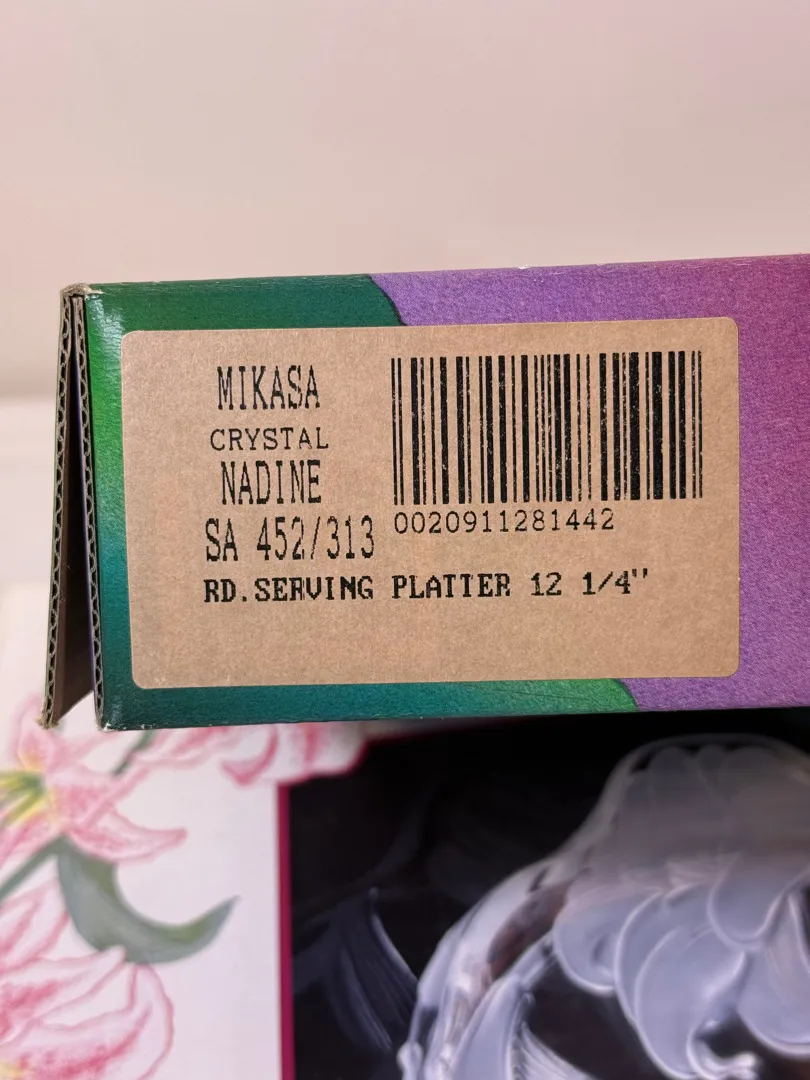 MIKASA
CRYSTAL
NADINE
SA 452/313
0020911281442
RD.SERVING PLATTER 12 1/4"